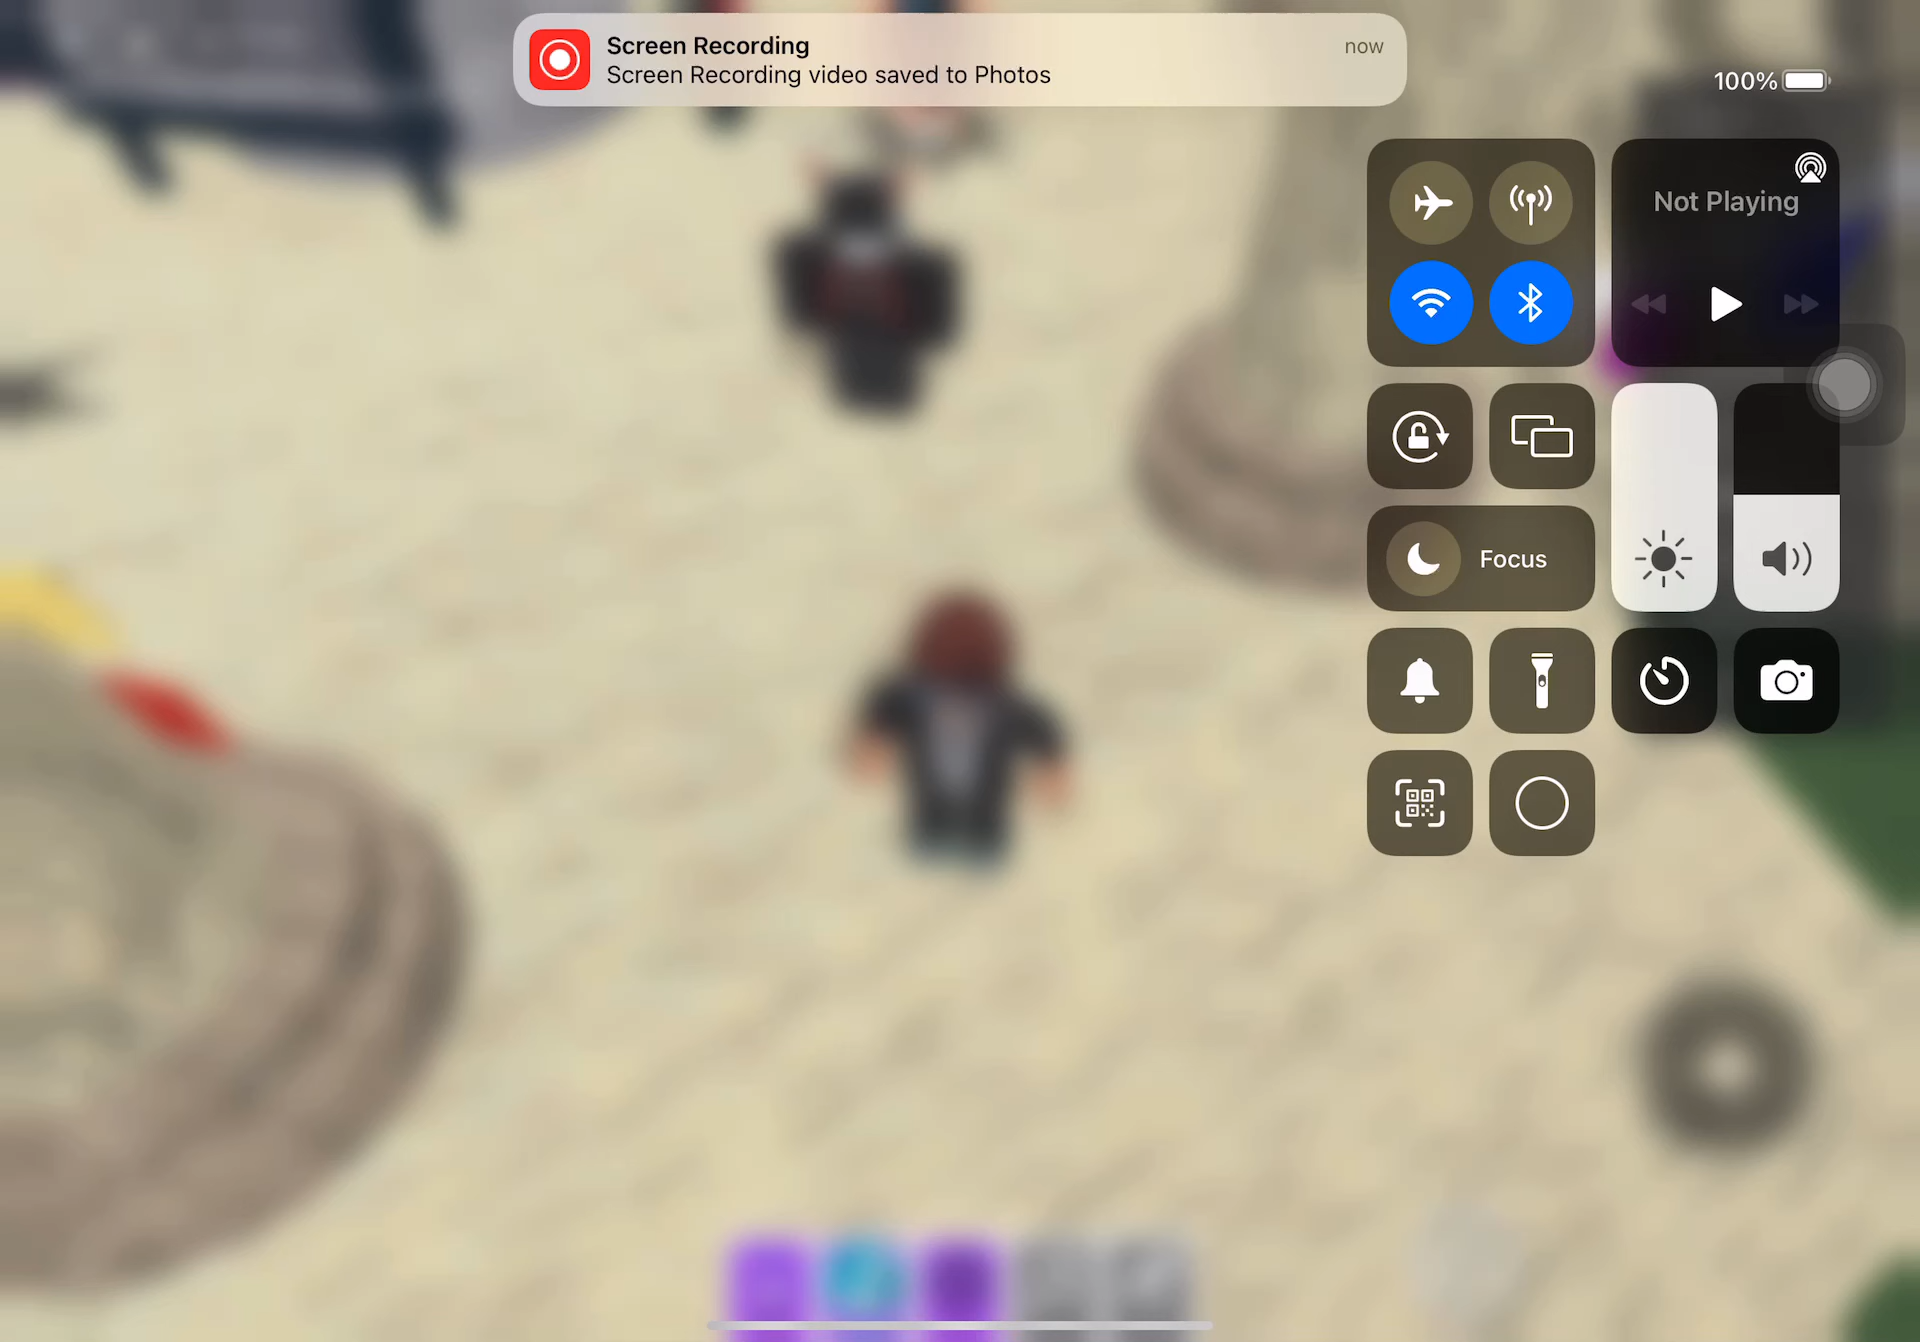 Screen Recording
now
Screen Recording video saved to Photos
100%
Not Playing
Focus